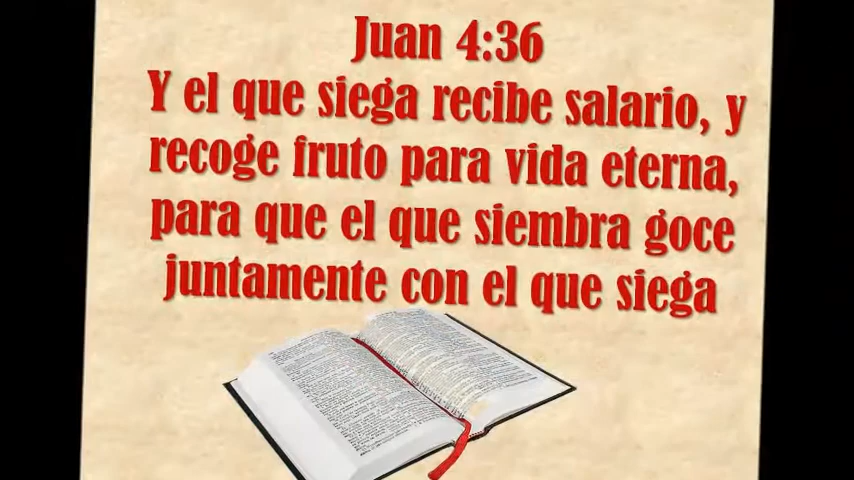 Juan 4:36
Y el que siega recibe salario, y
recoge fruto para vida eterna,
para que el que siembra goce
juntamente con el que siega